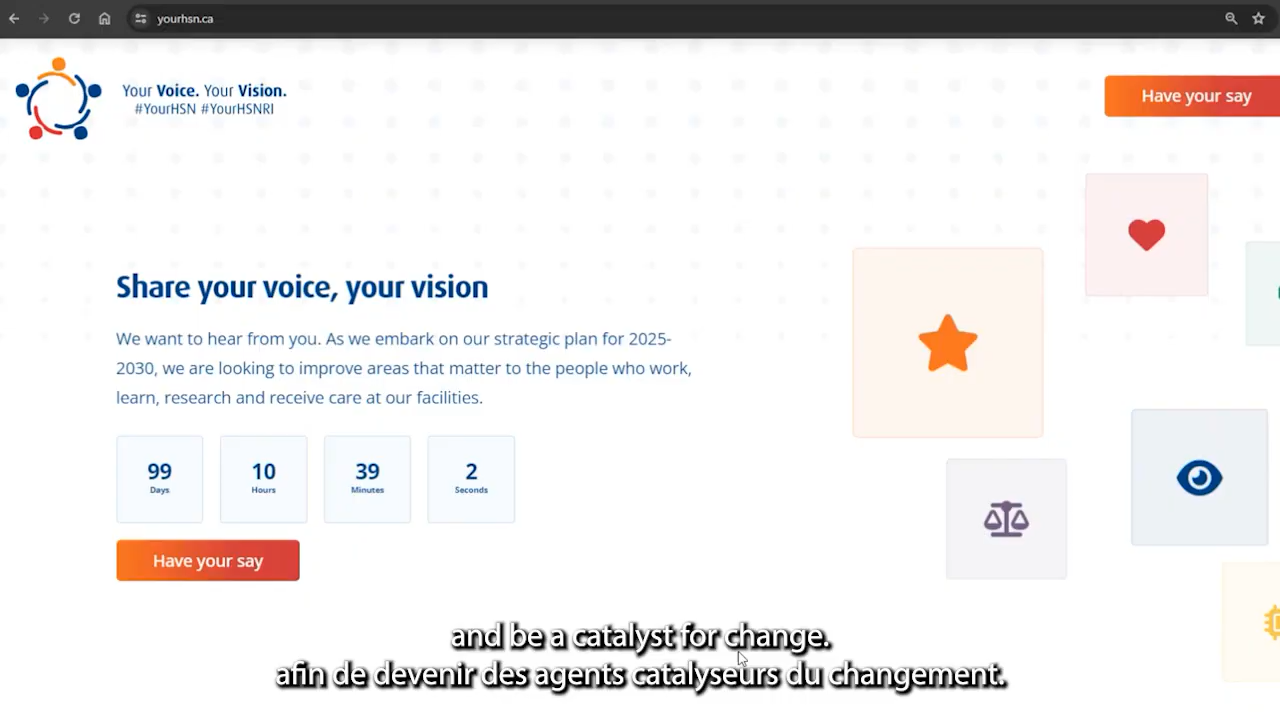 yourhsn.ca
Your Voice. Your Vision.
#YourHSN #YourHSNRI
Have your say
Share your voice, your vision
We want to hear from you. As we embark on our strategic plan for 2025-
2030, we are looking to improve areas that matter to the people who work,
learn, research and receive care at our facilities.
99 10 39 2
Days Hours Minutes Seconds
Have your say
and be a catalyst for change.
afin de devenir des agents catalyseurs du changement.